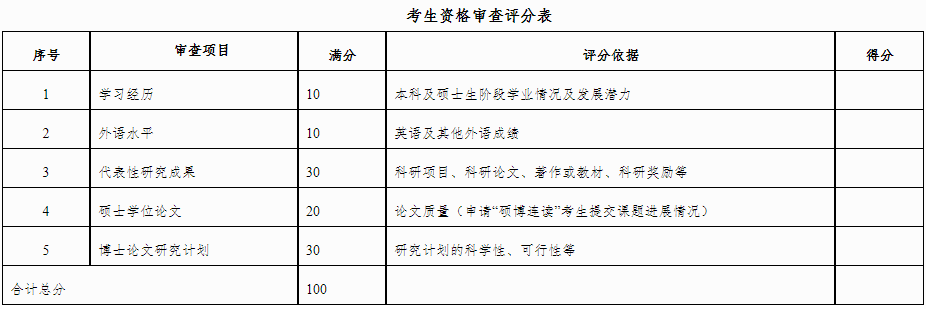 考生资格审查评分表
序号 审查项目 满分 评分依据 得分
1 学习经历 10 本科及硕士生阶段学业情况及发展潜力
2 外语水平 10 英语及其他外语成绩
3 代表性研究成果 30 科研项目、科研论文、著作或教材、科研奖励等
4 硕士学位论文 20 论文质量（申请“硕博连读”考生提交课题进展情况）
5 博士论文研究计划 30 研究计划的科学性、可行性等
合计总分 100